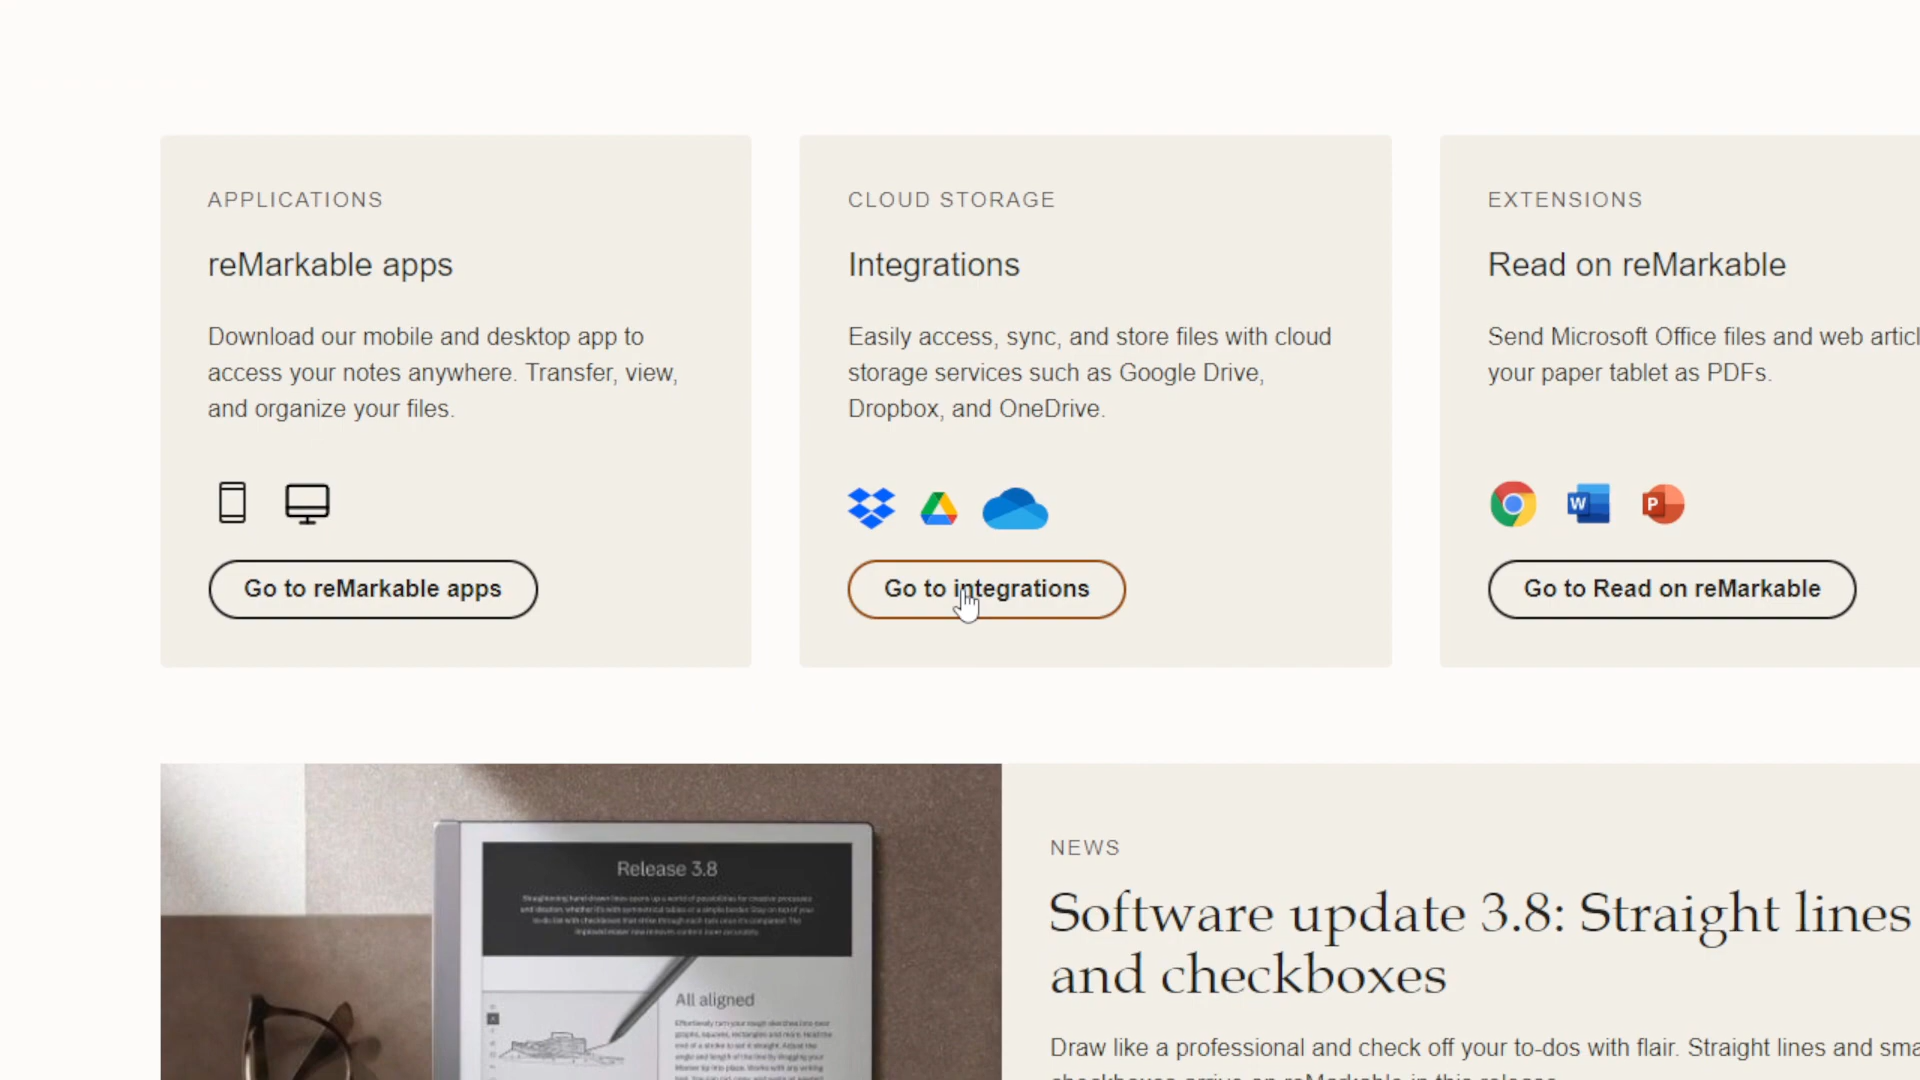 APPLICATIONS
reMarkable apps
Download our mobile and desktop app to
access your notes anywhere. Transfer, view,
and organize your files.
Go to reMarkable apps
CLOUD STORAGE
Integrations
Easily access, sync, and store files with cloud
storage services such as Google Drive,
Dropbox, and OneDrive.
Go to integrations
EXTENSIONS
Read on reMarkable
Send Microsoft Office files and web
your paper tablet as PDFs.
W
P
Go to Read on reMarkable
Release 3.8
All aligned
NEWS
Software update 3.8: Straight lines
and checkboxes
Draw like a professional and check off your to-dos with flair. Straight lines and